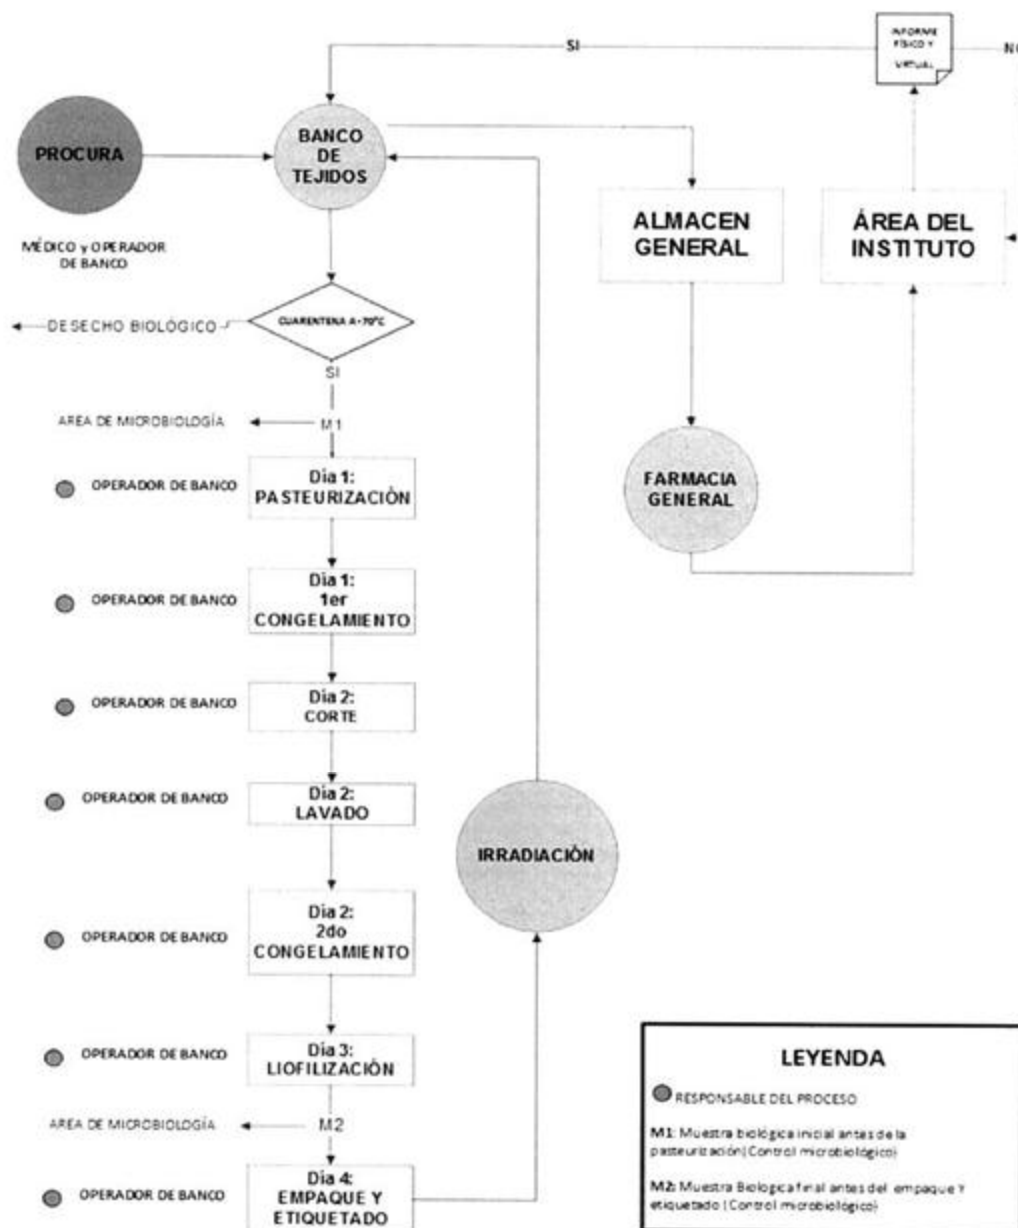 INFORME
FÍSICO Y
VIRTUAL
SI
NO
PROCURA
BANCO
DE
TEJIDOS
ALMACEN
GENERAL
ÁREA DEL
INSTITUTO
MÉDICO y OPERADOR
DE BANCO
CUARENTENA A -70°C
DESECHO BIOLÓGICO
SI
AREA DE MICROBIOLOGÍA
M1
OPERADOR DE BANCO
Día 1:
PASTEURIZACIÓN
FARMACIA
GENERAL
OPERADOR DE BANCO
Dia 1:
1er
CONGELAMIENTO
OPERADOR DE BANCO
Dia 2:
CORTE
OPERADOR DE BANCO
Dia 2:
LAVADO
IRRADIACIÓN
OPERADOR DE BANCO
Dia 2:
2do
CONGELAMIENTO
OPERADOR DE BANCO
Día 3:
LIOFILIZACIÓN
AREA DE MICROBIOLOGÍA
M2
OPERADOR DE BANCO
Día 4:
EMPAQUE Y
ETIQUETADO
LEYENDA
RESPONSABLE DEL PROCESO
M1: Muestra biológica inicial antes de la
pasteurización(Control microbiológico)
M2: Muestra Biologica final antes del empaque Y
etiquetado (Control microbiológico)